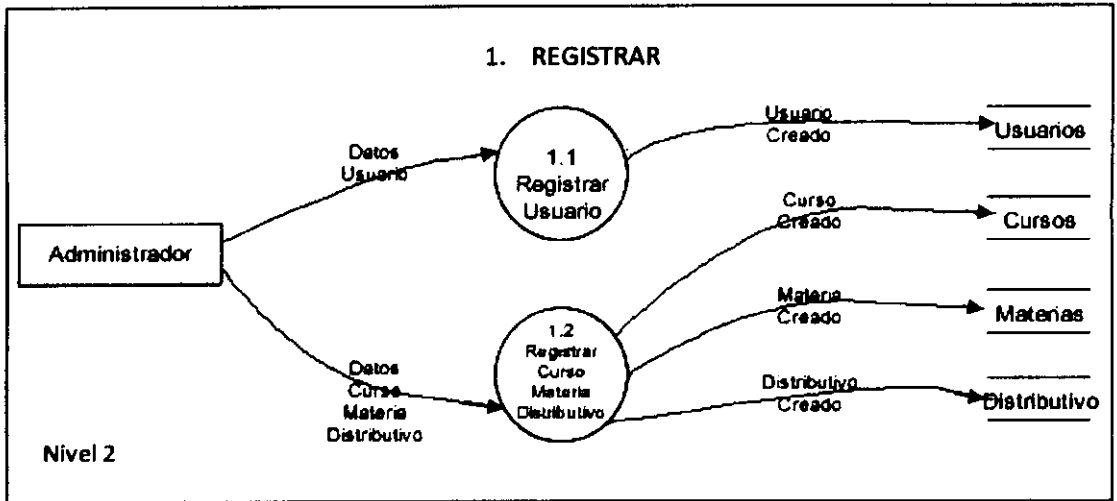 1. REGISTRAR
Datos
Usuario
1.1
Registrar
Usuario
Usuario
Creado
Usuarios
Administrador
Curso
Creado
Cursos
Datos
Curso
Materia
Distributivo
1.2
Registrar
Curso
Materia
Distributivo
Materia
Creado
Materias
Distributivo
Creado
Distributivo
Nivel 2